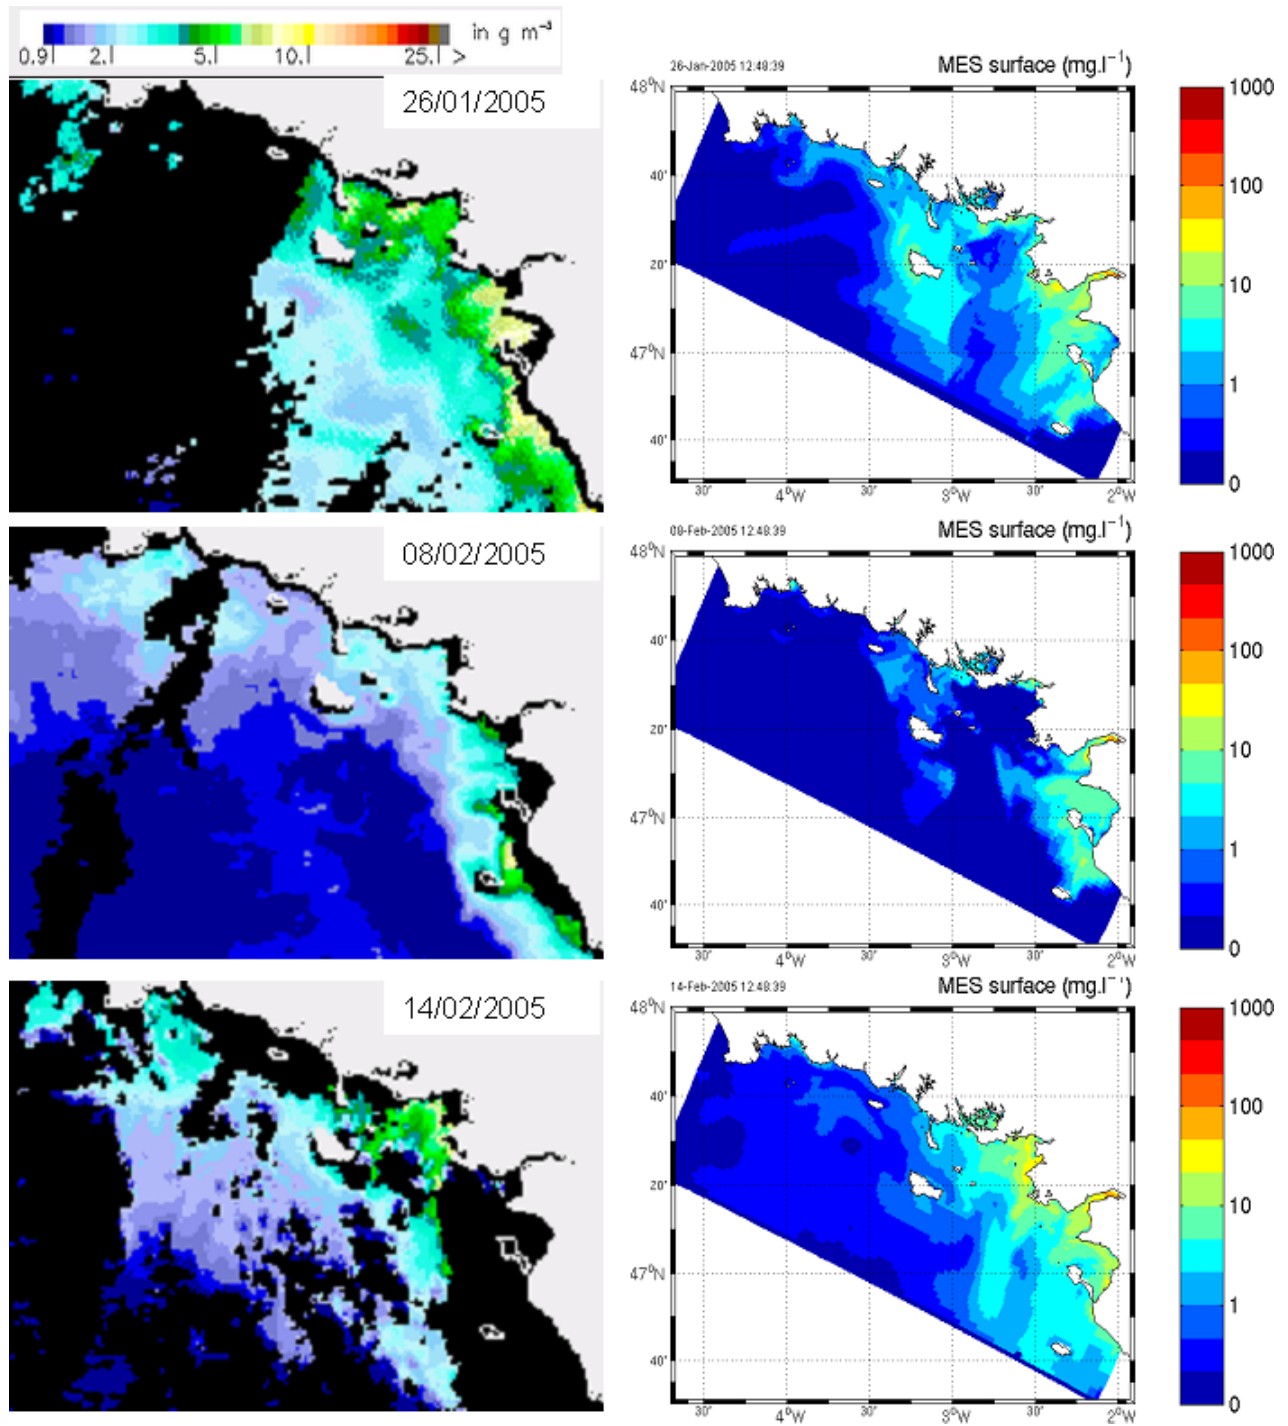 in g m⁻³
0.9| 2.| 5.| 10.| 25.| >
26/01/2005
26-Jan-2005 12:48:39 MES surface (mg.l⁻¹)
48°N
40'
20'
47°N
40'
30' 4°W 30' 3°W 30' 2°W
1000
100
10
1
0
08/02/2005
08-Feb-2005 12:48:39 MES surface (mg.l⁻¹)
48°N
40'
20'
47°N
40'
30' 4°W 30' 3°W 30' 2°W
1000
100
10
1
0
14/02/2005
14-Feb-2005 12:48:39 MES surface (mg.l⁻¹)
48°N
40'
20'
47°N
40'
30' 4°W 30' 3°W 30' 2°W
1000
100
10
1
0